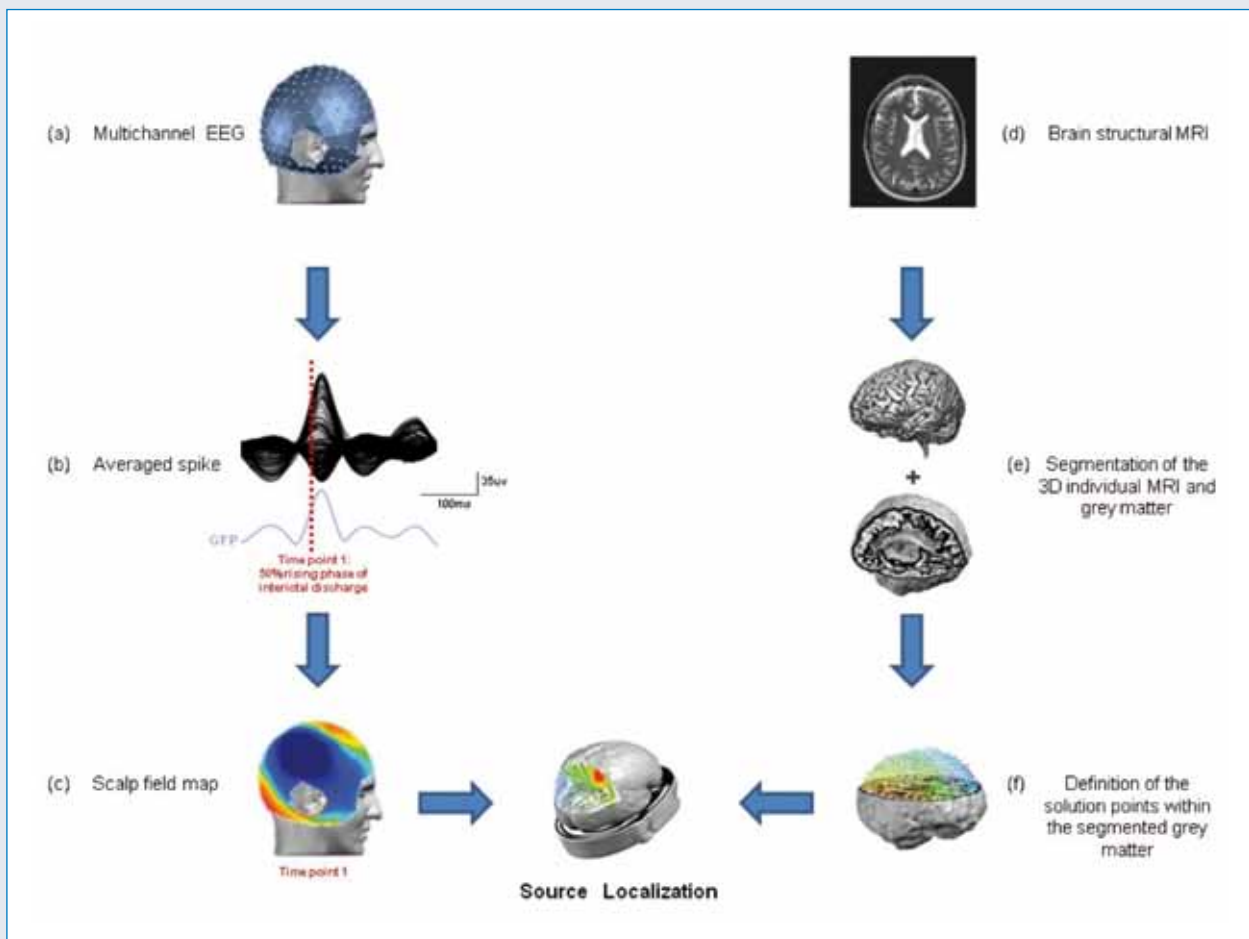 (a) Multichannel EEG
(b) Averaged spike
35uv
100ms
GFP
Time point 1:
50%rising phase of
interictal discharge
(c) Scalp field map
Time point 1
(d) Brain structural MRI
(e) Segmentation of the
3D individual MRI and
grey matter
+
(f) Definition of the
solution points within
the segmented grey
matter
Source Localization